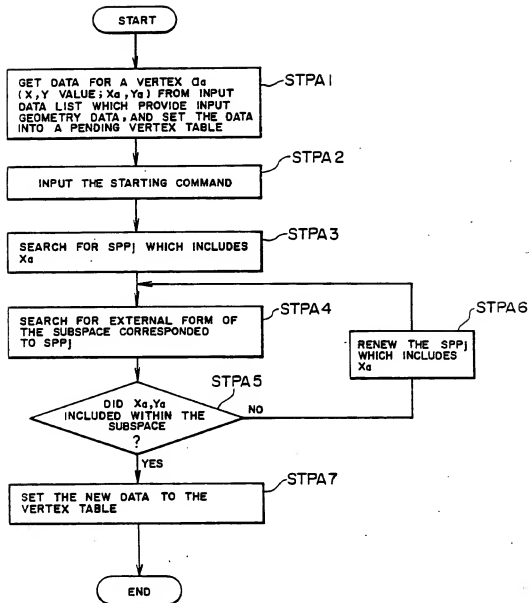 START
GET DATA FOR A VERTEX Qa
(X,Y VALUE; Xa,Ya) FROM INPUT
DATA LIST WHICH PROVIDE INPUT
GEOMETRY DATA, AND SET THE DATA
INTO A PENDING VERTEX TABLE
STPA1
INPUT THE STARTING COMMAND
STPA2
SEARCH FOR SPPj WHICH INCLUDES
Xa
STPA3
SEARCH FOR EXTERNAL FORM OF
THE SUBSPACE CORRESPONDED
TO SPPj
STPA4
RENEW THE SPPj
WHICH INCLUDES
Xa
STPA6
DID Xa,Ya
INCLUDED WITHIN THE
SUBSPACE
?
STPA5
NO
YES
SET THE NEW DATA TO THE
VERTEX TABLE
STPA7
END